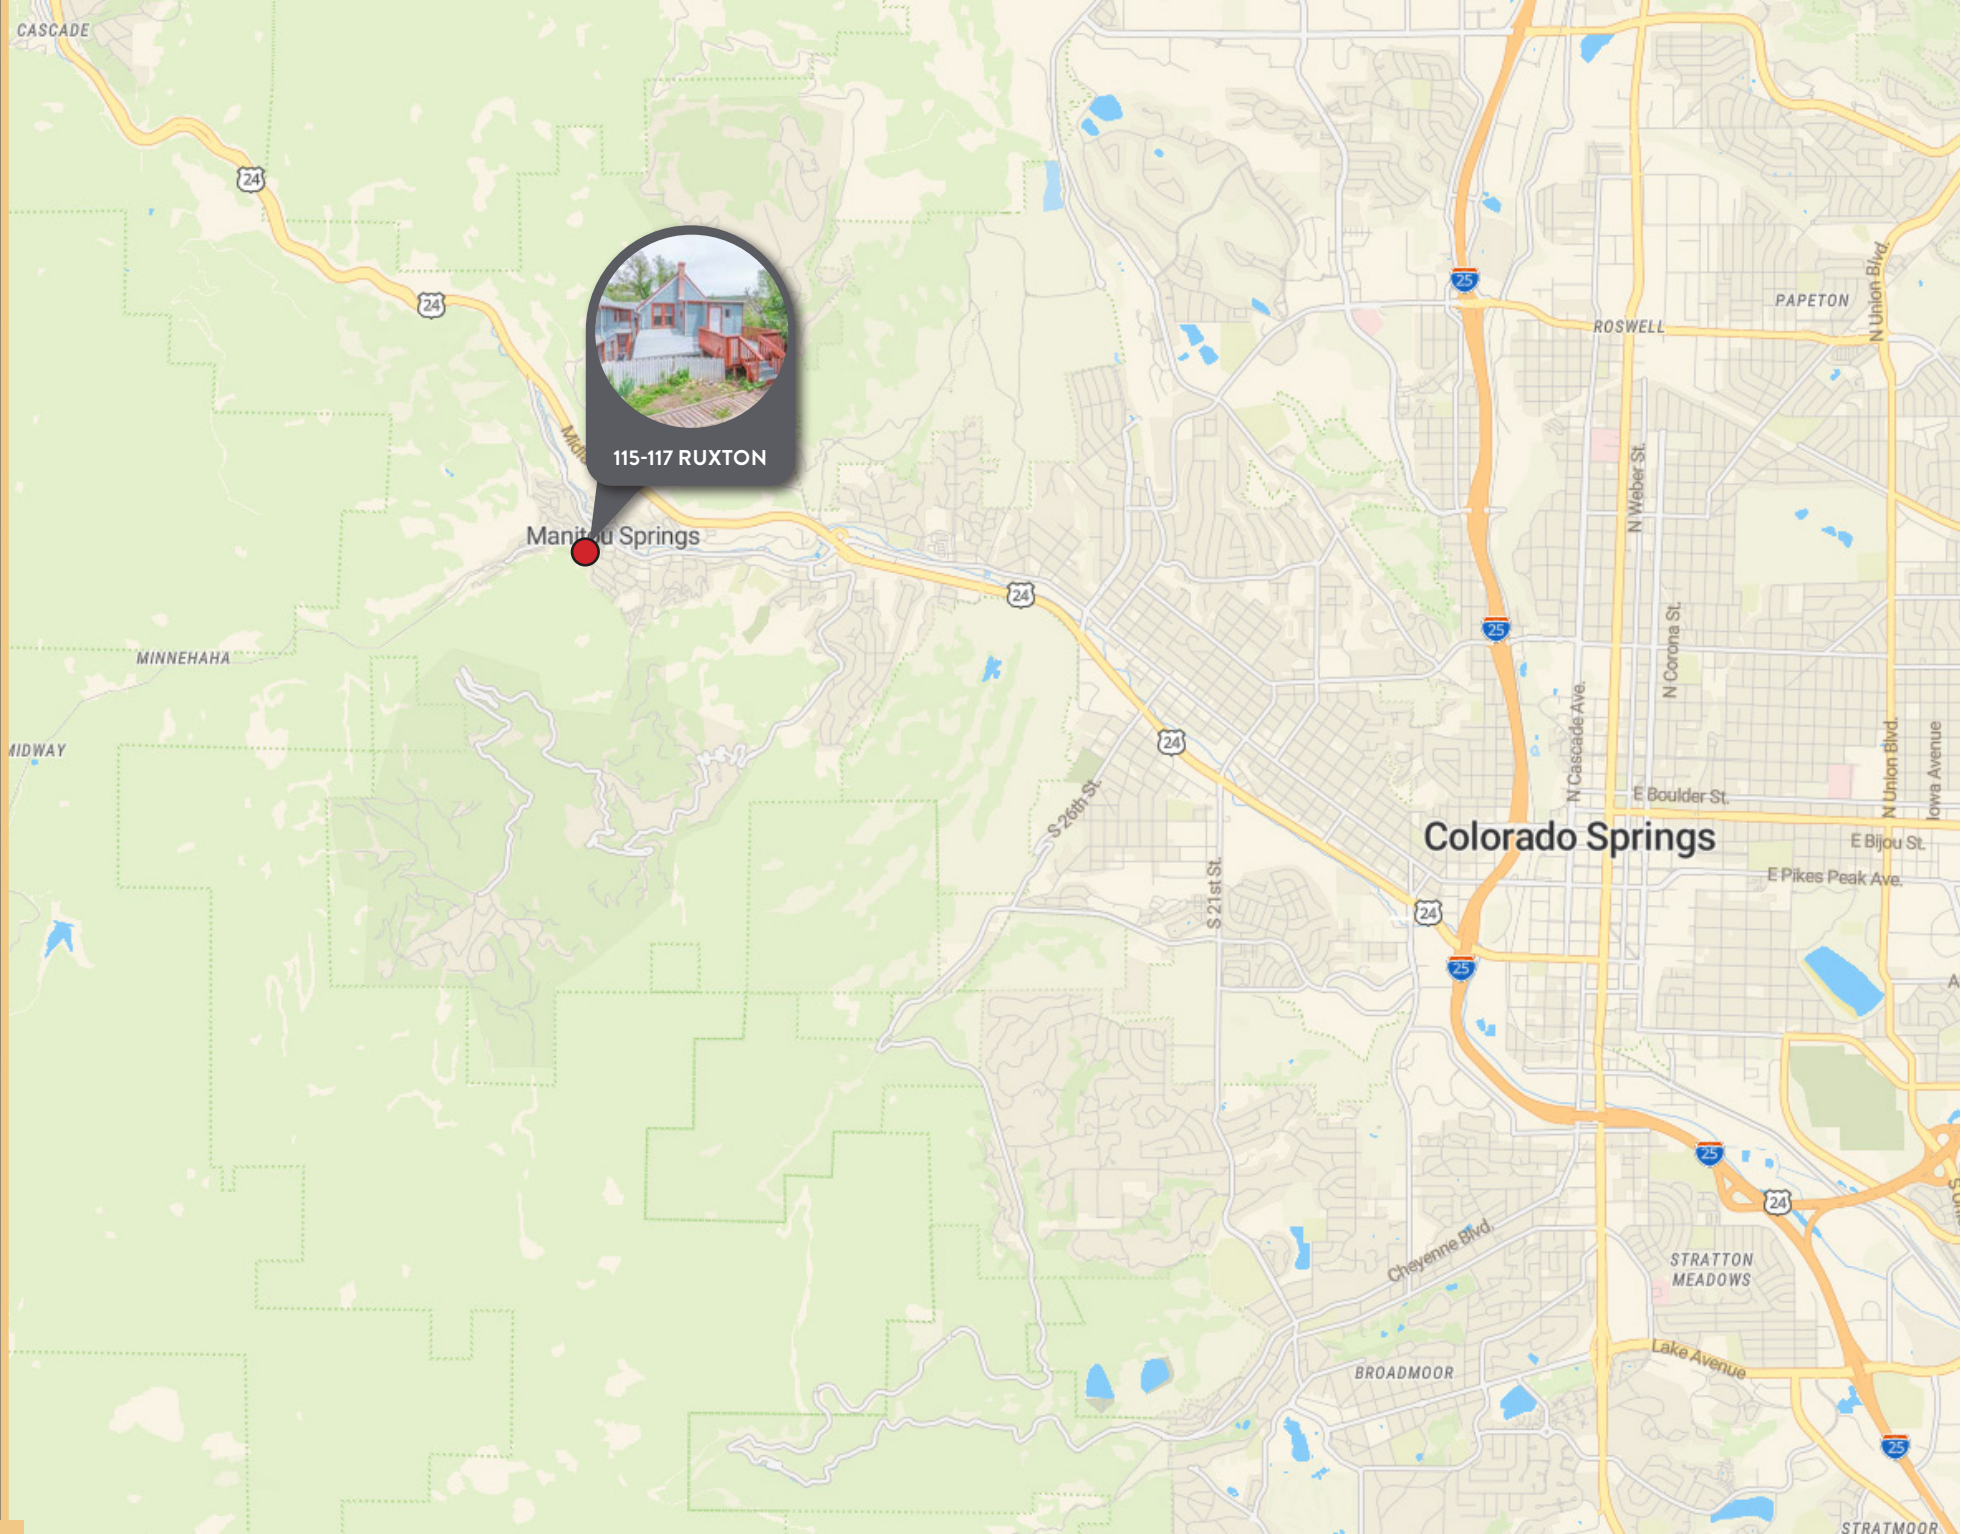 CASCADE
24
24
25
PAPETON
ROSWELL
N Union Blvd.
115-117 RUXTON
N Weber St.
Manitou Springs
24
25
MINNEHAHA
N Corona St.
MIDWAY
24
N Cascade Ave.
N Union Blvd.
Iowa Avenue
S 26th St.
E Boulder St.
Colorado Springs
E Bijou St.
E Pikes Peak Ave.
S 21st St.
24
25
25
24
Cheyenne Blvd.
STRATTON
MEADOWS
Lake Avenue
BROADMOOR
25
STRATMOOR